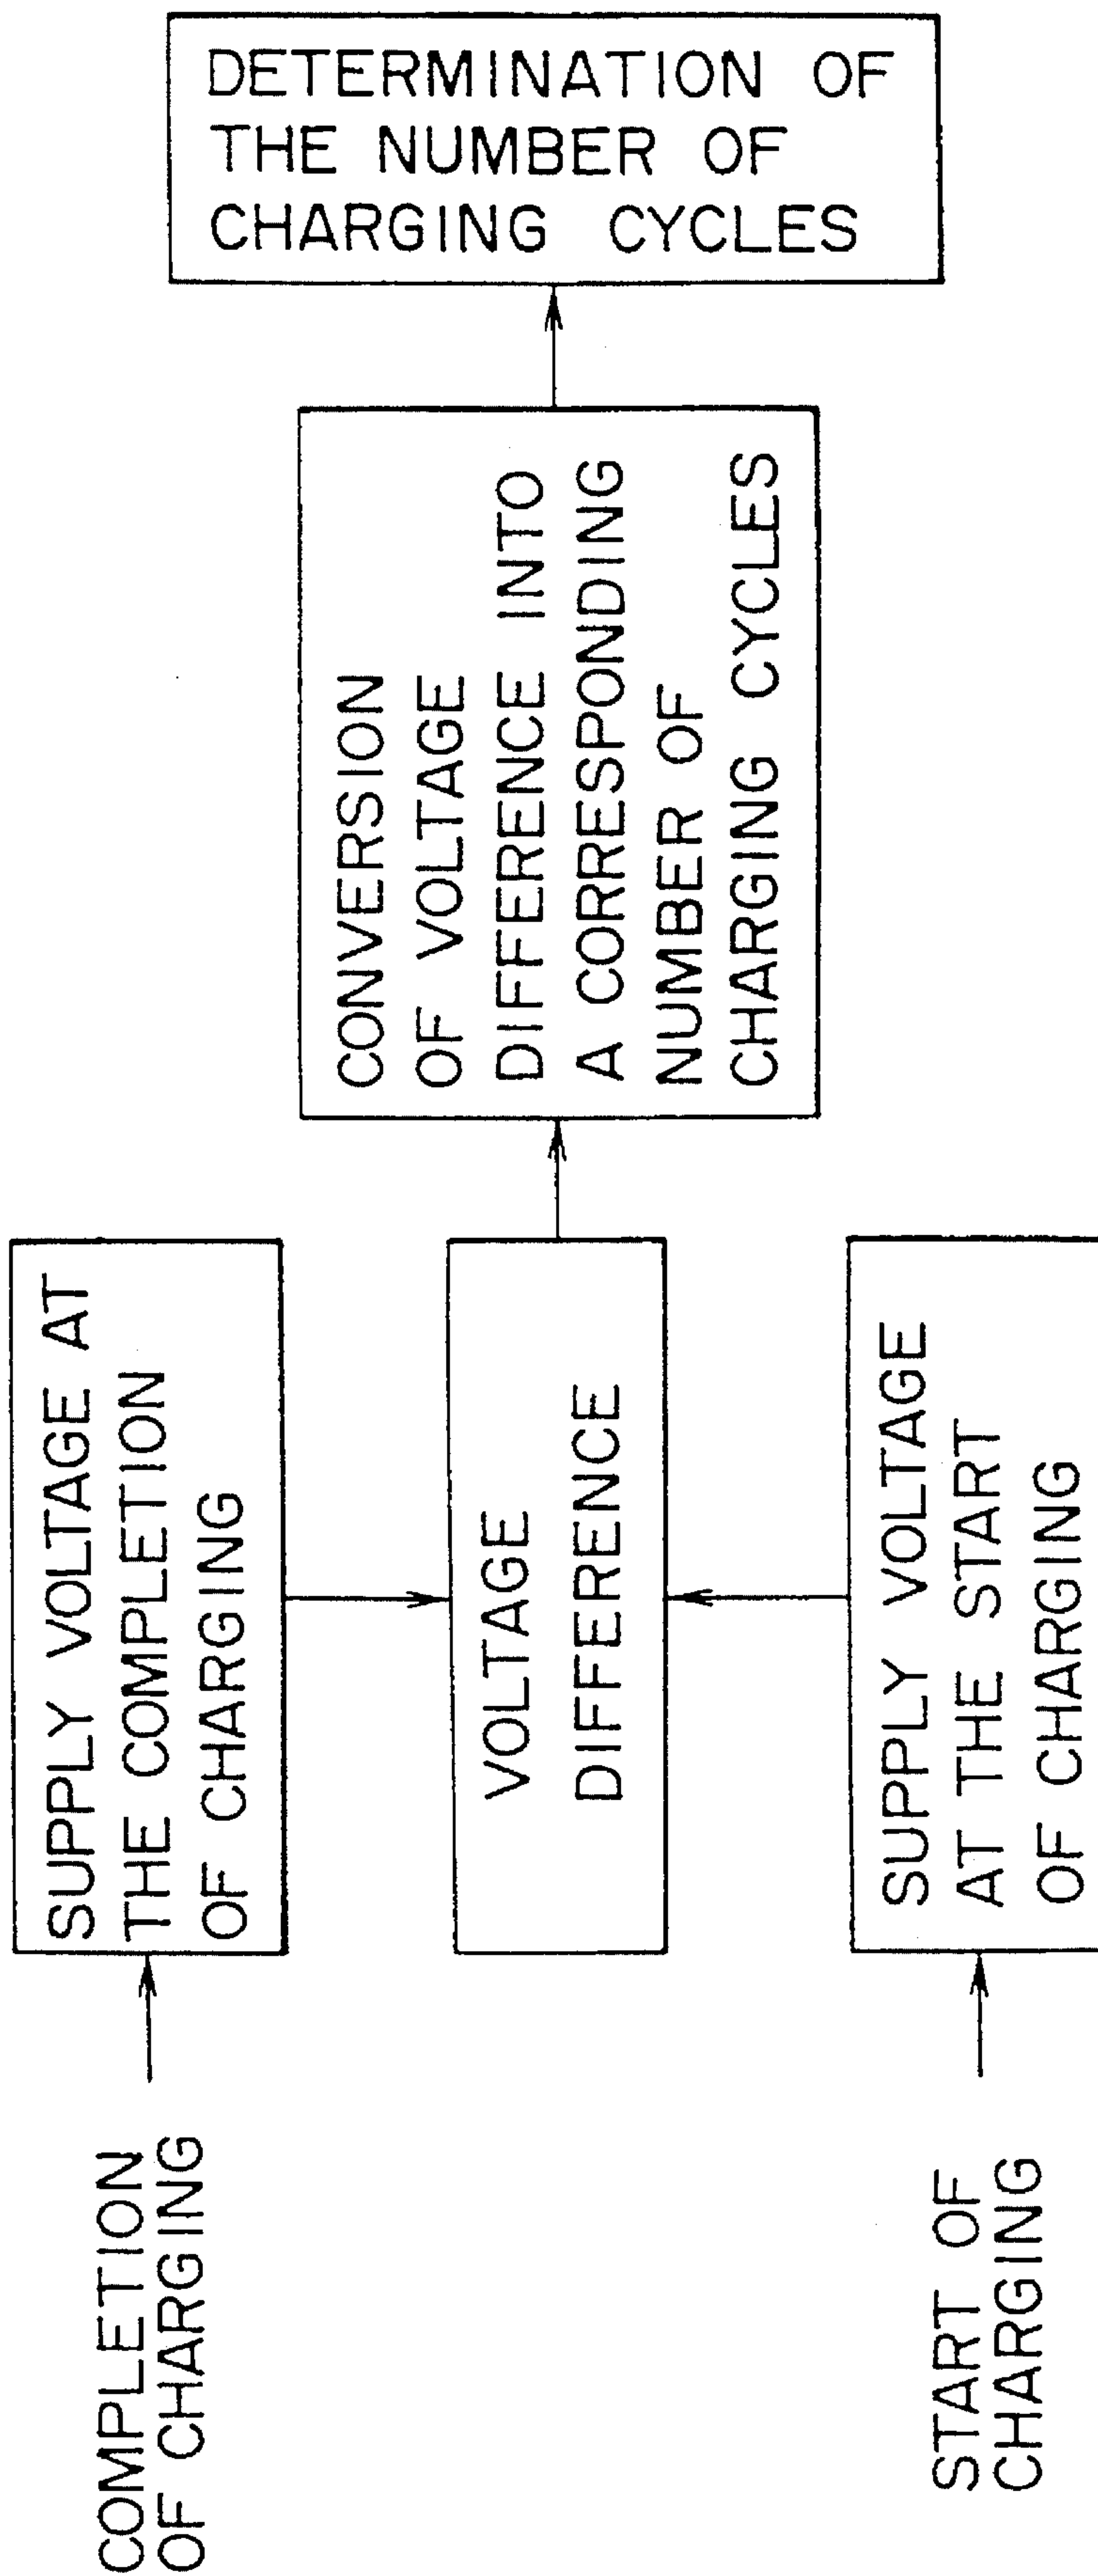 COMPLETION
OF CHARGING
SUPPLY VOLTAGE AT
THE COMPLETION
OF CHARGING
VOLTAGE
DIFFERENCE
START OF
CHARGING
SUPPLY VOLTAGE
AT THE START
OF CHARGING
CONVERSION
OF VOLTAGE
DIFFERENCE INTO
A CORRESPONDING
NUMBER OF
CHARGING CYCLES
DETERMINATION OF
THE NUMBER OF
CHARGING CYCLES